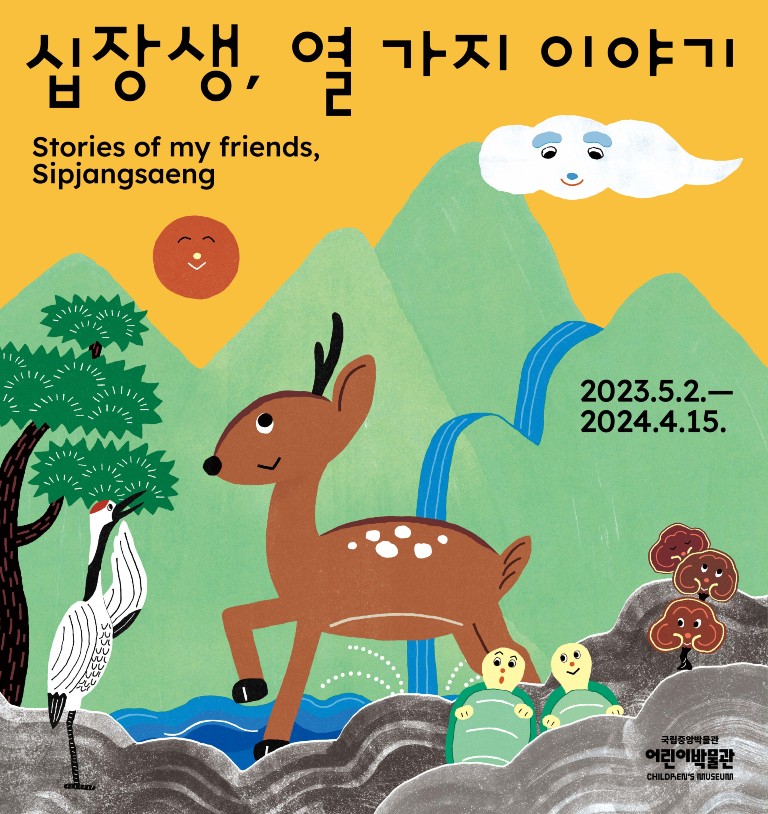 십장생, 열 가지 이야기
Stories of my friends,
Sipjangsaeng
2023.5.2.—
2024.4.15.
국립중앙박물관
어린이박물관
CHILDREN'S MUSEUM